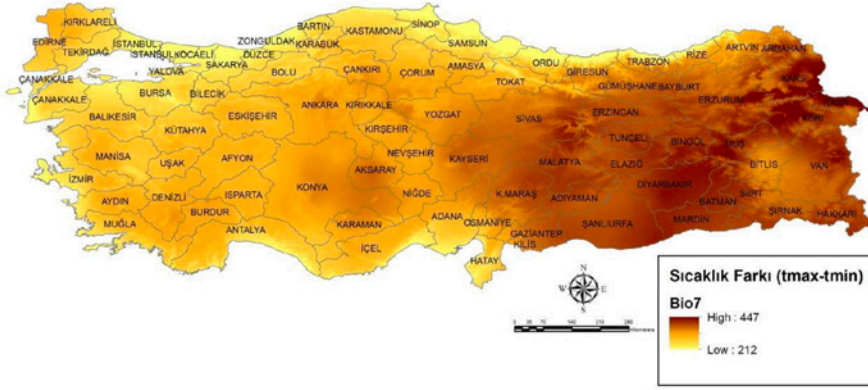 KIRKLARELİ
EDİRNE
TEKİRDAĞ
İSTANBUL
İSTANBUL
KOCAELİ
YALOVA
SAKARYA
DÜZCE
ZONGULDAK
BARTIN
KARABÜK
KASTAMONU
SİNOP
SAMSUN
ORDU
GİRESUN
TRABZON
RİZE
ARTVİN
ARDAHAN
KARS
ÇANAKKALE
ÇANAKKALE
BURSA
BİLECİK
BOLU
ÇANKIRI
ÇORUM
AMASYA
TOKAT
GÜMÜŞHANE
BAYBURT
ERZURUM
BALIKESİR
KÜTAHYA
ESKİŞEHİR
ANKARA
KIRIKKALE
YOZGAT
SİVAS
ERZİNCAN
KIRŞEHİR
TUNÇELİ
BİNGÖL
MUŞ
MANİSA
UŞAK
AFYON
NEVŞEHİR
KAYSERİ
MALATYA
ELAZIĞ
BİTLİS
VAN
İZMİR
AKSARAY
KONYA
DİYARBAKIR
AYDIN
DENİZLİ
ISPARTA
NİĞDE
K.MARAŞ
ADIYAMAN
BATMAN
SİİRT
MUĞLA
BURDUR
ANTALYA
KARAMAN
ADANA
OSMANİYE
GAZİANTEP
ŞANLIURFA
MARDİN
ŞIRNAK
HAKKARİ
İÇEL
KİLİS
HATAY
N
W E
S
Sıcaklık Farkı (tmax-tmin)
Bio7
High : 447
Low : 212